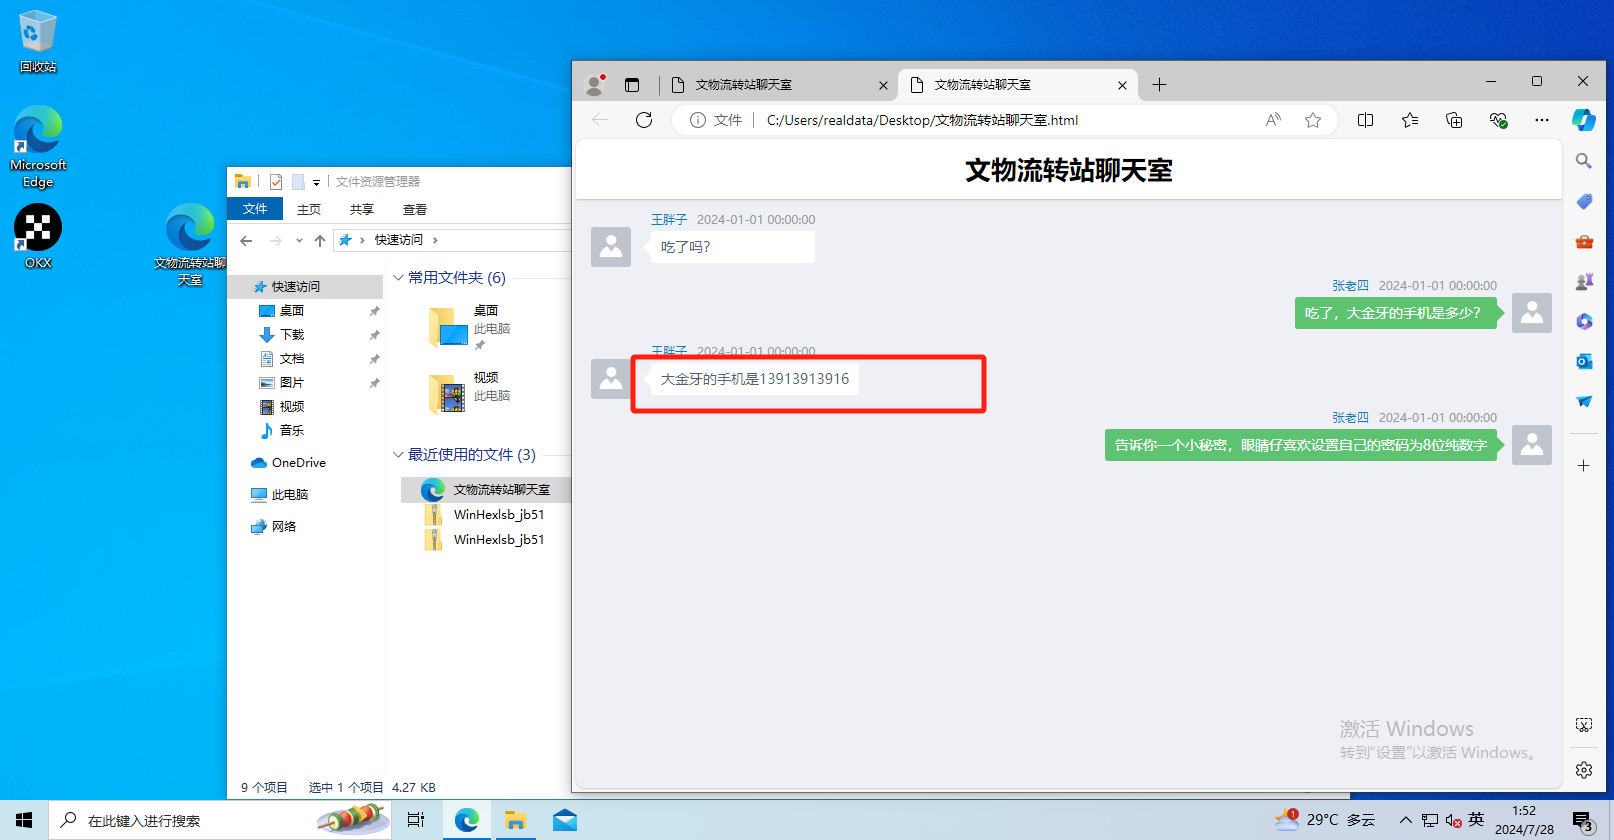 回收站
Microsoft
Edge
OKX
文物流转站聊
天室
文件资源管理器
文件
主页
共享
查看
快速访问
快速访问
桌面
下载
文档
图片
视频
音乐
OneDrive
此电脑
网络
常用文件夹 (6)
桌面
此电脑
视频
此电脑
最近使用的文件 (3)
文物流转站聊天室
WinHexlsb_jb51
WinHexlsb_jb51
9 个项目
选中 1 个项目 4.27 KB
文物流转站聊天室
文物流转站聊天室
文件
C:/Users/realdata/Desktop/文物流转站聊天室.html
文物流转站聊天室
王胖子 2024-01-01 00:00:00
吃了吗?
张老四 2024-01-01 00:00:00
吃了，大金牙的手机是多少?
王胖子 2024-01-01 00:00:00
大金牙的手机是13913913916
张老四 2024-01-01 00:00:00
告诉你一个小秘密，眼睛仔喜欢设置自己的密码为8位纯数字
激活 Windows
转到“设置”以激活 Windows。
在此键入进行搜索
29°C 多云
英
1:52
2024/7/28
3